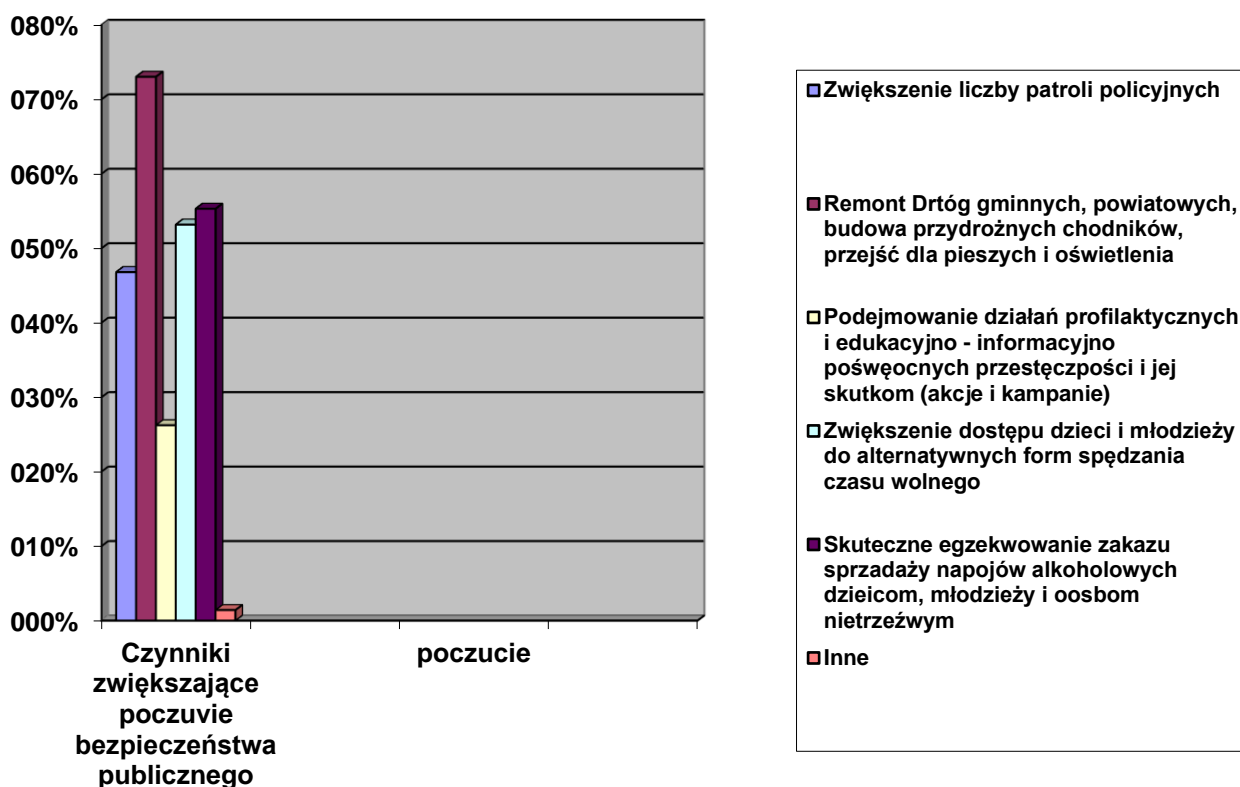 080%
070%
060%
050%
040%
030%
020%
010%
000%
Czynniki
zwiększające
poczuvie
bezpieczeństwa
publicznego
poczucie
Zwiększenie liczby patroli policyjnych
Remont Drtóg gminnych, powiatowych,
budowa przydrożnych chodników,
przejść dla pieszych i oświetlenia
Podejmowanie działań profilaktycznych
i edukacyjno - informacyjno
pośwęocnych przestęczpości i jej
skutkom (akcje i kampanie)
Zwiększenie dostępu dzieci i młodzieży
do alternatywnych form spędzania
czasu wolnego
Skuteczne egzekwowanie zakazu
sprzadaży napojów alkoholowych
dzieicom, młodzieży i oosbom
nietrzeźwym
Inne